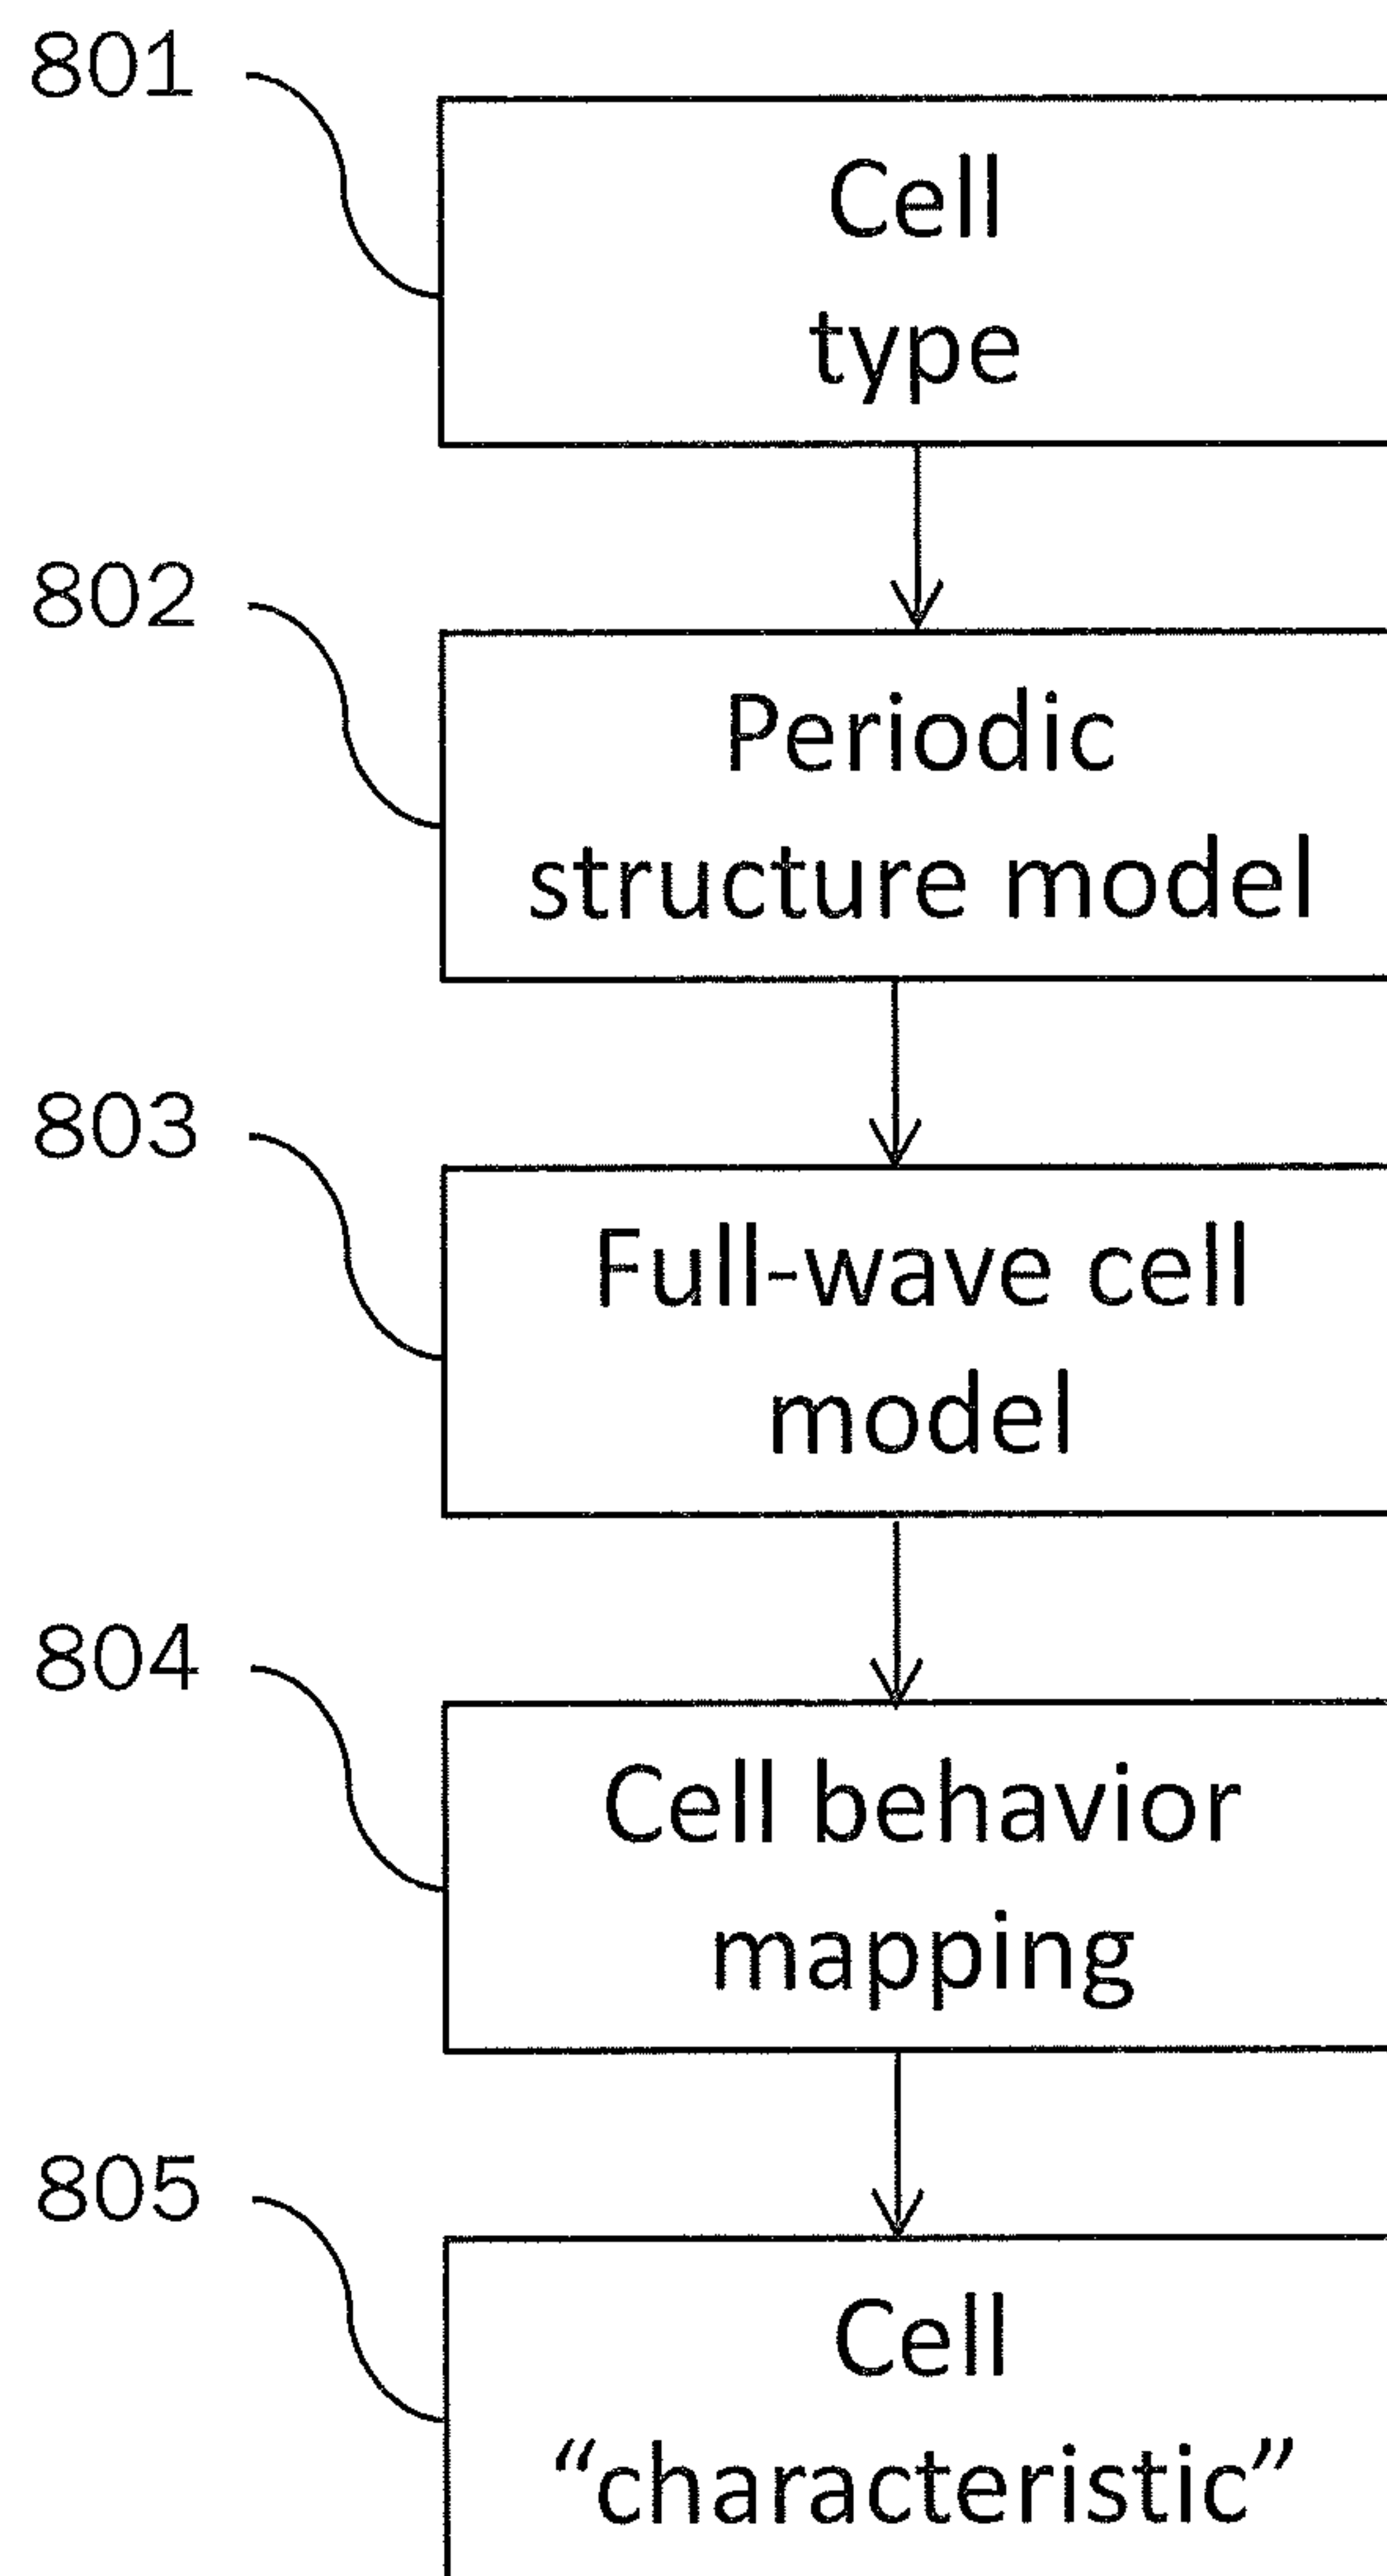 801
Cell
type
802
Periodic
structure model
803
Full-wave cell
model
804
Cell behavior
mapping
805
Cell
“characteristic”